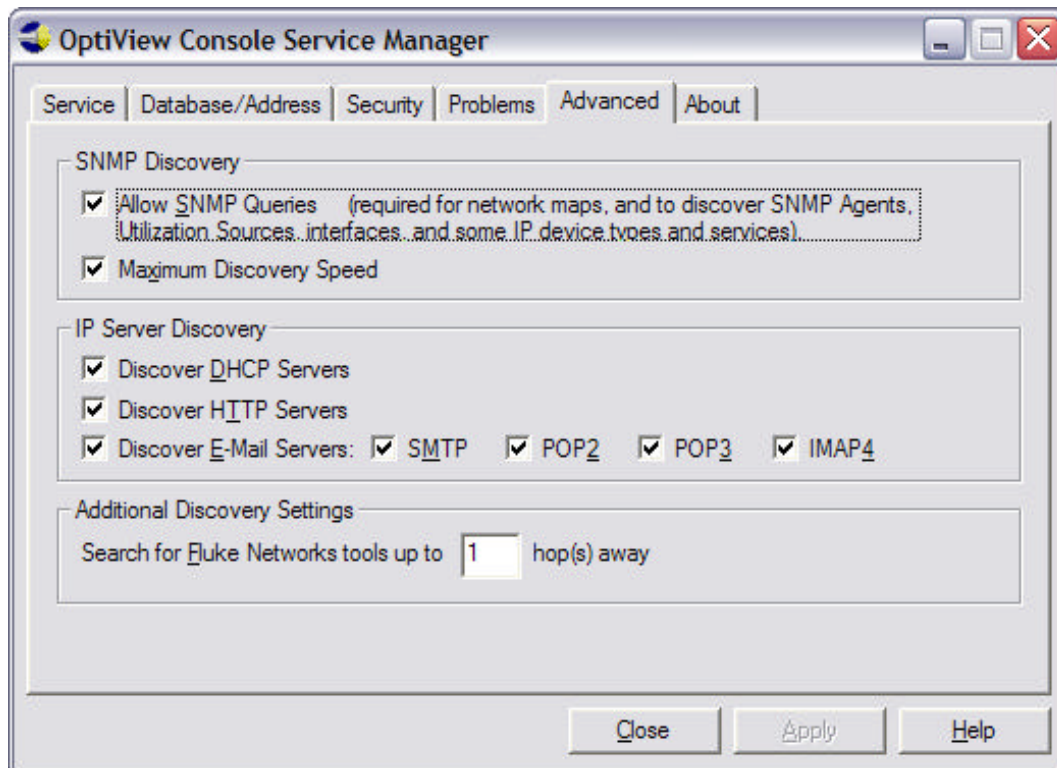 OptiView Console Service Manager
Service Database/Address Security Problems Advanced About
SNMP Discovery
Allow SNMP Queries (required for network maps, and to discover SNMP Agents,
Utilization Sources, interfaces, and some IP device types and services).
Maximum Discovery Speed
IP Server Discovery
Discover DHCP Servers
Discover HTTP Servers
Discover E-Mail Servers: SMTP POP2 POP3 IMAP4
Additional Discovery Settings
Search for Fluke Networks tools up to 1 hop(s) away
Close Apply Help